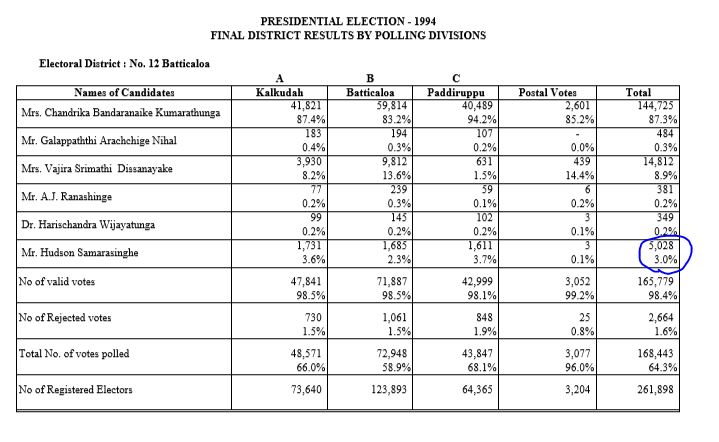 PRESIDENTIAL ELECTION - 1994
FINAL DISTRICT RESULTS BY POLLING DIVISIONS
Electoral District : No. 12 Batticaloa
A B C
Names of Candidates Kalkudah Batticaloa Paddiruppu Postal Votes Total
Mrs. Chandrika Bandaranaike Kumarathunga 41,821 59,814 40,489 2,601 144,725
87.4% 83.2% 94.2% 85.2% 87.3%
Mr. Galappaththi Arachchige Nihal 183 194 107 - 484
0.4% 0.3% 0.2% 0.0% 0.3%
Mrs. Vajira Srimathi Dissanayake 3,930 9,812 631 439 14,812
8.2% 13.6% 1.5% 14.4% 8.9%
Mr. A.J. Ranashinge 77 239 59 6 381
0.2% 0.3% 0.1% 0.2% 0.2%
Dr. Harischandra Wijayatunga 99 145 102 3 349
0.2% 0.2% 0.2% 0.1% 0.2%
Mr. Hudson Samarasinghe 1,731 1,685 1,611 3 5,028
3.6% 2.3% 3.7% 0.1% 3.0%
No of valid votes 47,841 71,887 42,999 3,052 165,779
98.5% 98.5% 98.1% 99.2% 98.4%
No of Rejected votes 730 1,061 848 25 2,664
1.5% 1.5% 1.9% 0.8% 1.6%
Total No. of votes polled 48,571 72,948 43,847 3,077 168,443
66.0% 58.9% 68.1% 96.0% 64.3%
No of Registered Electors 73,640 123,893 64,365 3,204 261,898